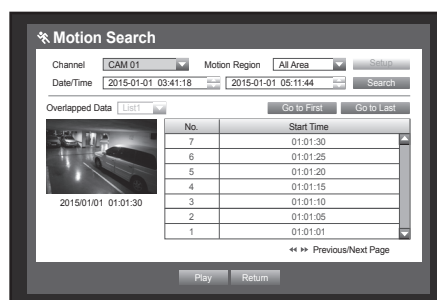 Motion Search
Channel CAM 01 Motion Region All Area Setup
Date/Time 2015-01-01 03:41:18 2015-01-01 05:11:44 Search
Overlapped Data List1 Go to First Go to Last
No. Start Time
7 01:01:30
6 01:01:25
5 01:01:20
4 01:01:15
3 01:01:10
2 01:01:05
1 01:01:01
2015/01/01 01:01:30
Previous/Next Page
Play Return